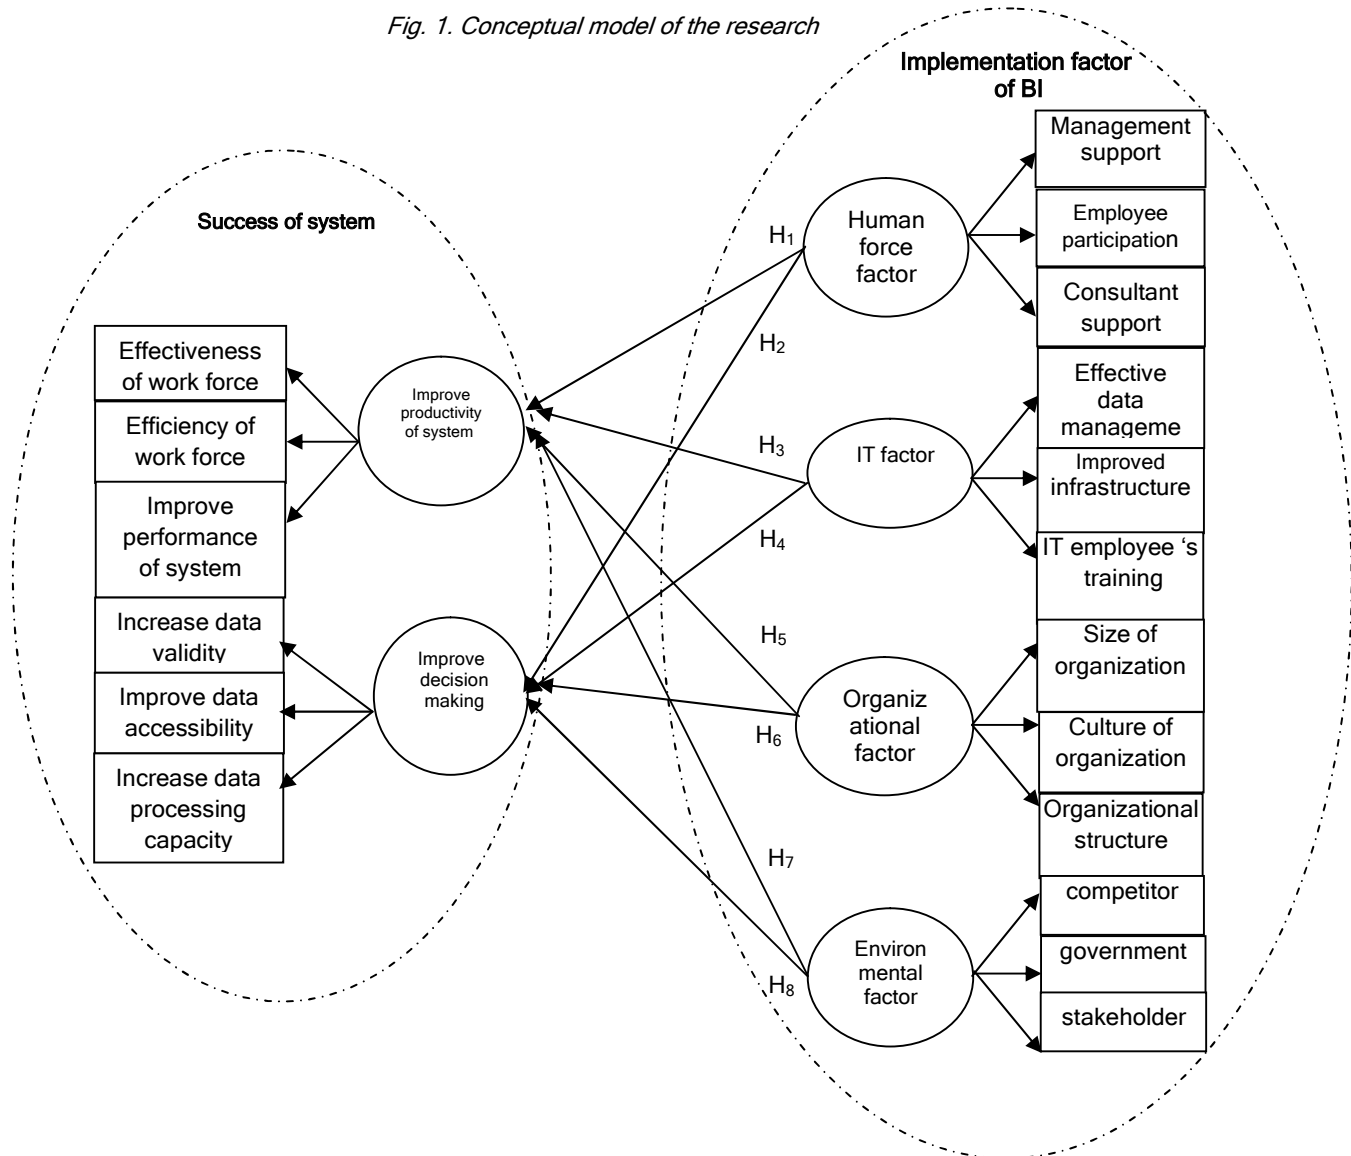 Fig. 1. Conceptual model of the research
Implementation factor
of BI
Success of system
Effectiveness
of work force
Efficiency of
work force
Improve
performance
of system
Increase data
validity
Improve data
accessibility
Increase data
processing
capacity
Improve
productivity
of system
Improve
decision
making
H1
H2
H3
H4
H5
H6
H7
H8
Human
force
factor
IT factor
Organiz
ational
factor
Environ
mental
factor
Management
support
Employee
participation
Consultant
support
Effective
data
manageme
Improved
infrastructure
IT employee ‘s
training
Size of
organization
Culture of
organization
Organizational
structure
competitor
government
stakeholder